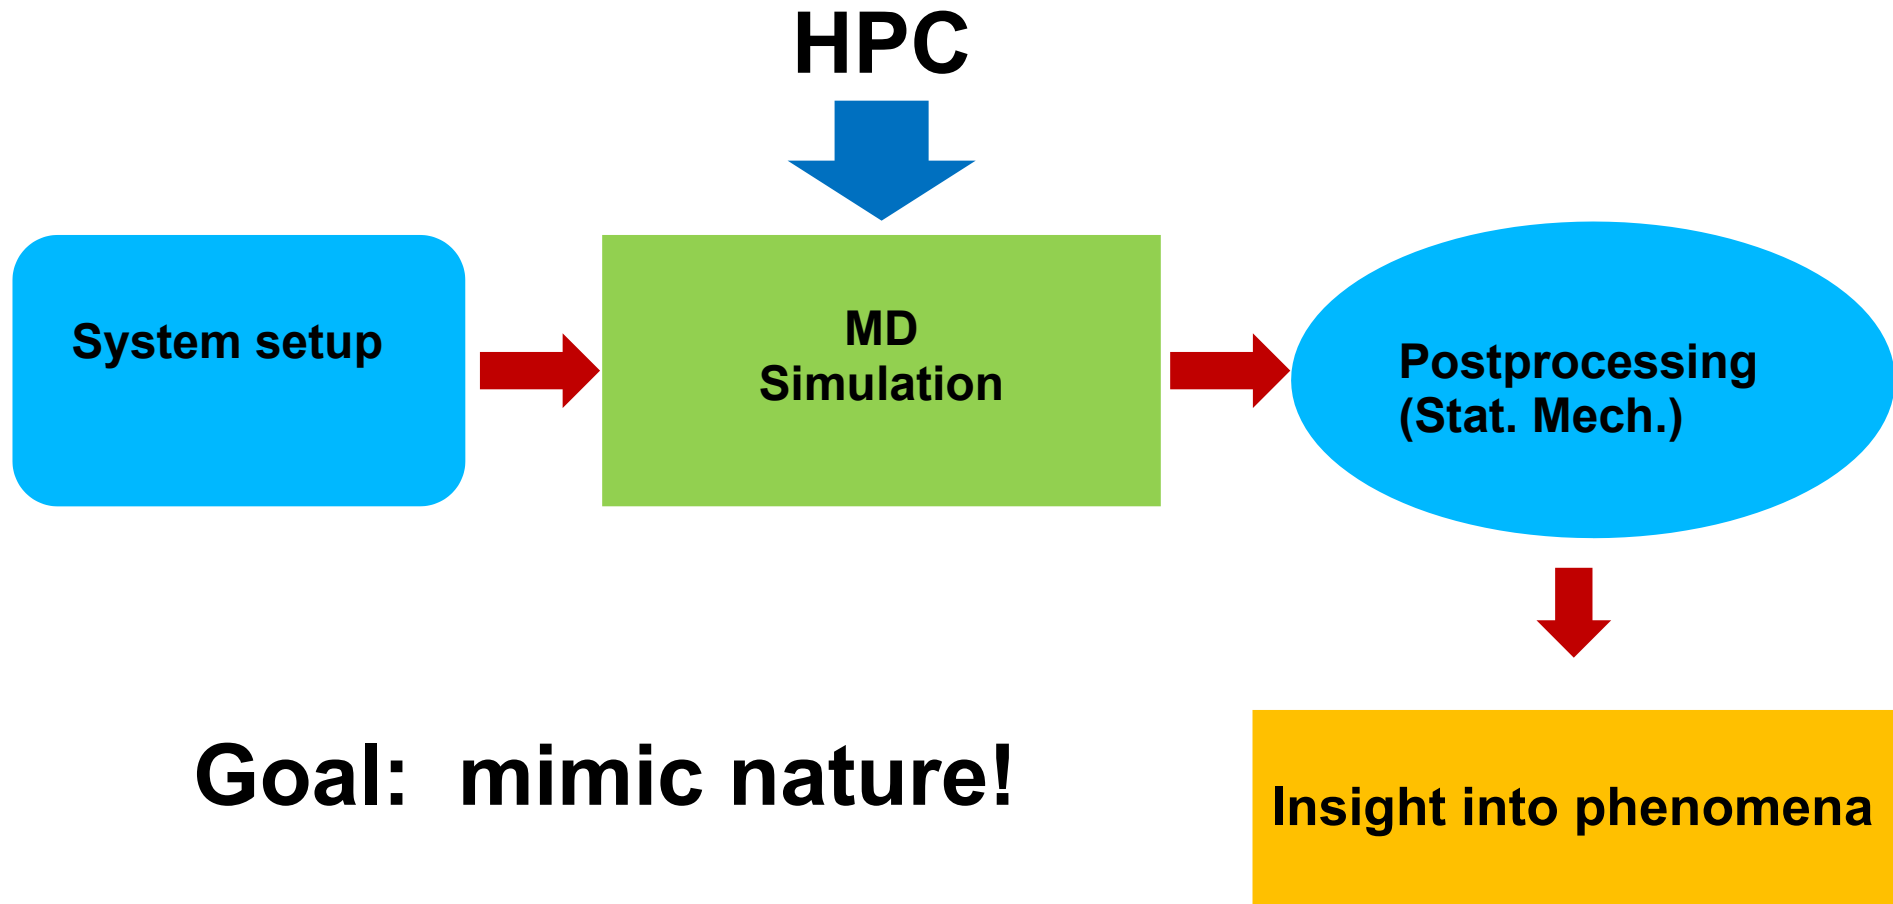 HPC
System setup
MD
Simulation
Postprocessing
(Stat. Mech.)
Goal:  mimic nature!
Insight into phenomena